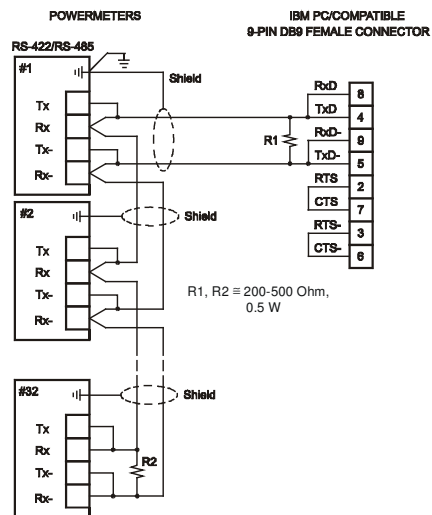 POWERMETERS
IBM PC/COMPATIBLE
9-PIN DB9 FEMALE CONNECTOR
RS-422/RS-485
#1
Shield
Tx
Rx
Tx-
Rx-
R1
RxD 8
TxD 4
RxD- 9
TxD- 5
RTS 2
CTS 7
RTS- 3
CTS- 6
#2
Shield
Tx
Rx
Tx-
Rx-
R1, R2 ≅ 200-500 Ohm,
0.5 W
#32
Shield
Tx
Rx
Tx-
Rx-
R2